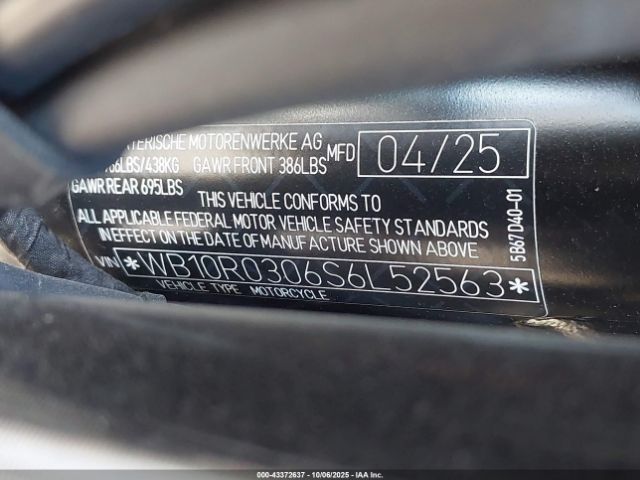 MOTORENWERKE AG
LBS/438KG GAWR FRONT 386LBS MFD 04/25
GAWR REAR 695LBS
THIS VEHICLE CONFORMS TO
ALL APPLICABLE FEDERAL MOTOR VEHICLE SAFETY STANDARDS
IN EFFECT ON THE DATE OF MANUFACTURE SHOWN ABOVE
VIN *WB10R0306S6L52563*
VEHICLE TYPE MOTORCYCLE
5B67D40-01
000-43372637 | 10/06/2025 | IAA Inc.